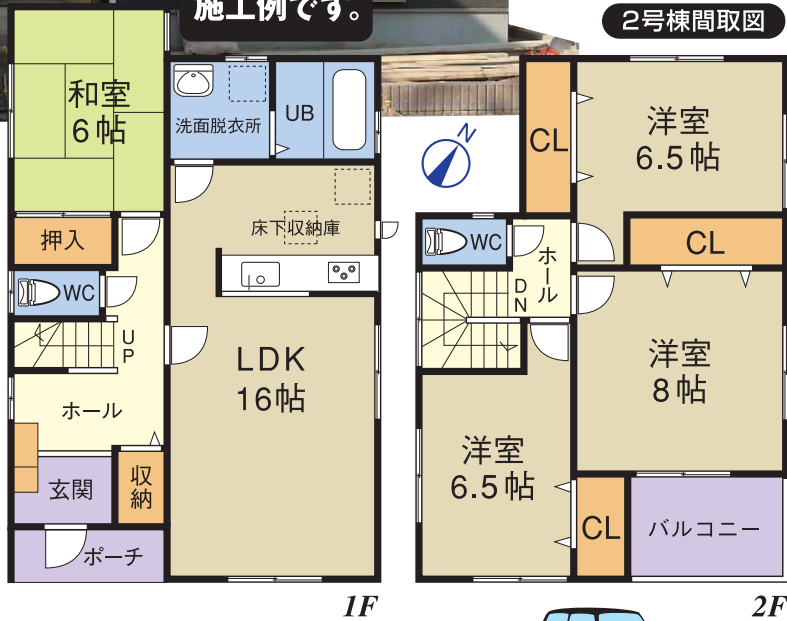 施工例です。
2号棟間取図
和室
6帖
洗面脱衣所
UB
押入
床下収納庫
WC
UP
LDK
16帖
ホール
玄関
収納
ポーチ
1F
N
CL
洋室
6.5帖
WC
ホール
DN
CL
洋室
8帖
洋室
6.5帖
CL
バルコニー
2F